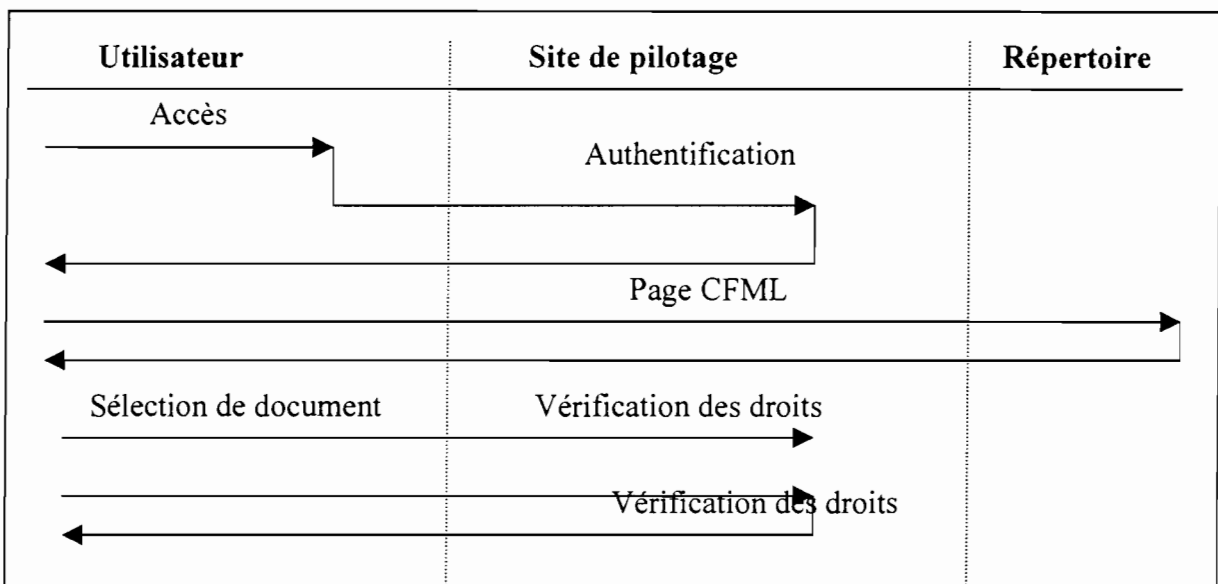 Utilisateur Site de pilotage Répertoire
Accès
Authentification
Page CFML
Sélection de document Vérification des droits
Vérification des droits